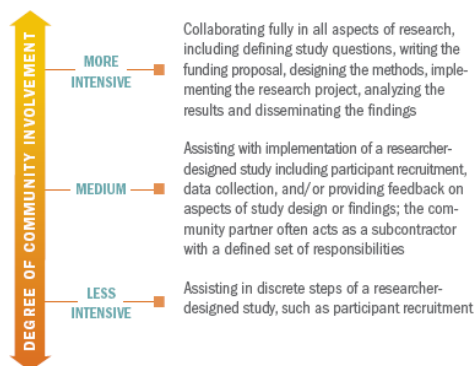 DEGREE OF COMMUNITY INVOLVEMENT
MORE
INTENSIVE
Collaborating fully in all aspects of research,
including defining study questions, writing the
funding proposal, designing the methods, imple-
menting the research project, analyzing the
results and disseminating the findings
MEDIUM
Assisting with implementation of a researcher-
designed study including participant recruitment,
data collection, and/or providing feedback on
aspects of study design or findings; the com-
munity partner often acts as a subcontractor
with a defined set of responsibilities
LESS
INTENSIVE
Assisting in discrete steps of a researcher-
designed study, such as participant recruitment